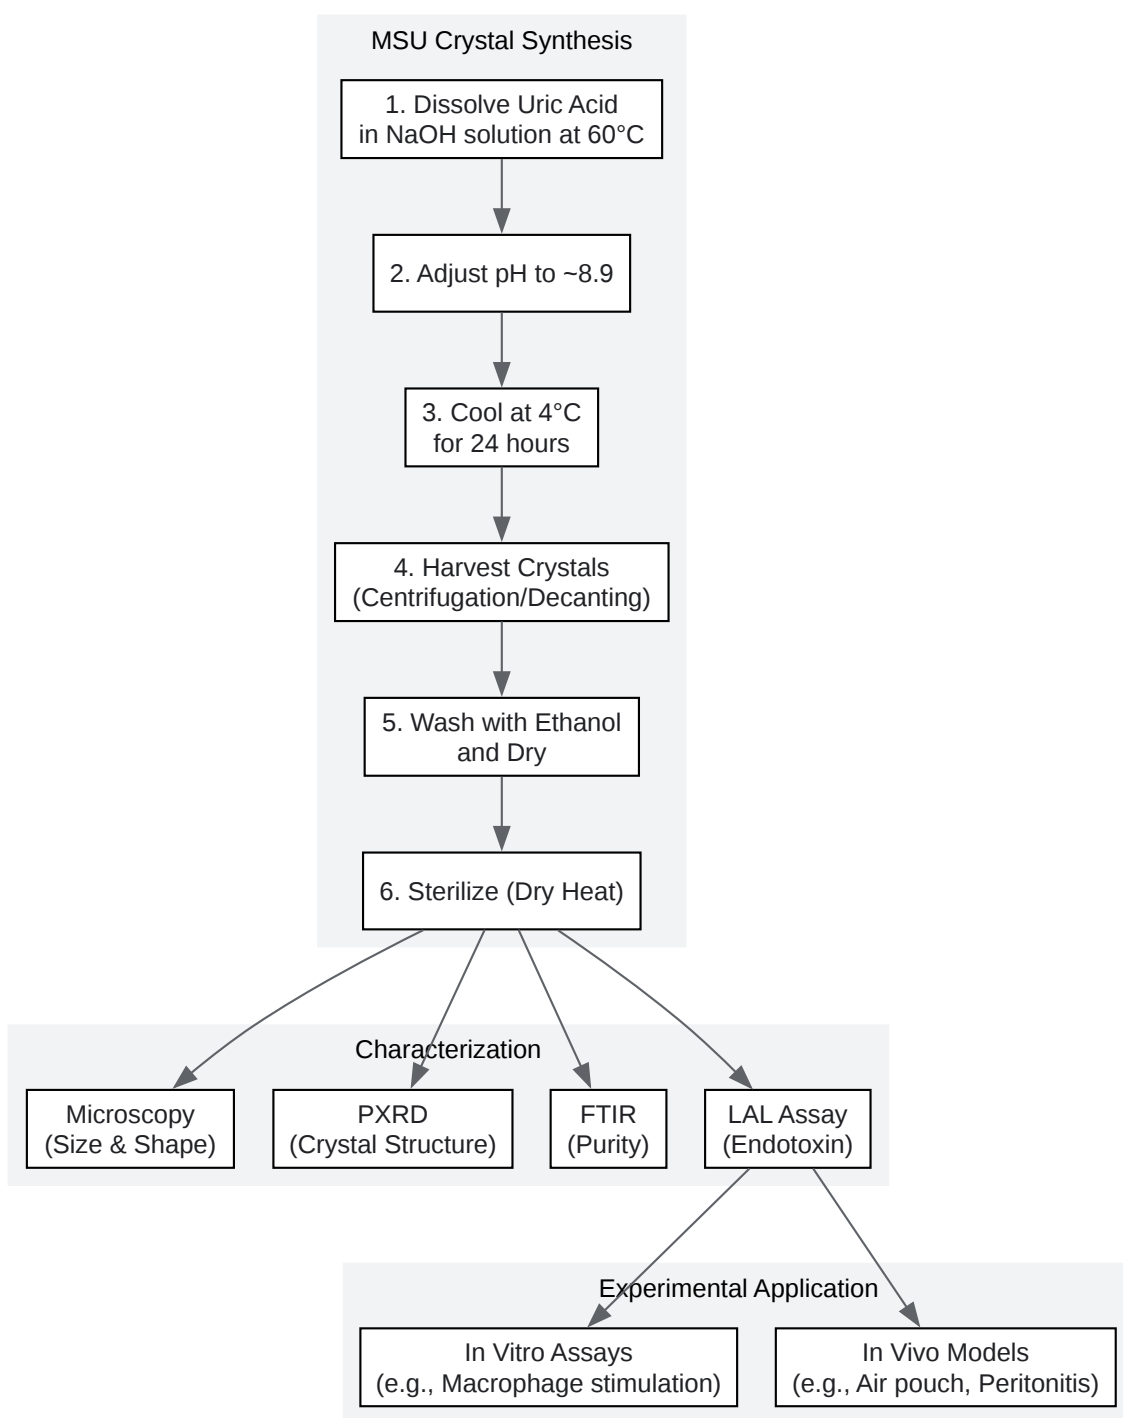 MSU Crystal Synthesis
1. Dissolve Uric Acid
in NaOH solution at 60°C
2. Adjust pH to ~8.9
3. Cool at 4°C
for 24 hours
4. Harvest Crystals
(Centrifugation/Decanting)
5. Wash with Ethanol
and Dry
6. Sterilize (Dry Heat)
Characterization
Microscopy
(Size & Shape)
PXRD
(Crystal Structure)
FTIR
(Purity)
LAL Assay
(Endotoxin)
Experimental Application
In Vitro Assays
(e.g., Macrophage stimulation)
In Vivo Models
(e.g., Air pouch, Peritonitis)